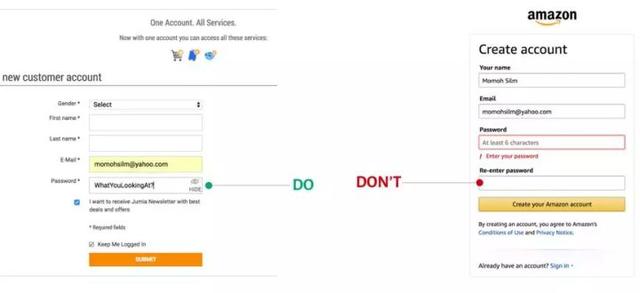 One Account. All Services.
Now with one account you can access all these services:
new customer account
Gender *
Select
First name *
Last name *
E-Mail *
momohsilm@yahoo.com
Password *
WhatYouLookingAt?
HIDE
I want to receive Jumia Newsletter with best
deals and offers
* Required fields
Keep Me Logged In
SUBMIT
DO
DON'T
amazon
Create account
Your name
Momoh Silm
Email
momohsilm@yahoo.com
Password
At least 6 characters
! Enter your password
Re-enter password
Create your Amazon account
By creating an account, you agree to Amazon's
Conditions of Use and Privacy Notice.
Already have an account? Sign in